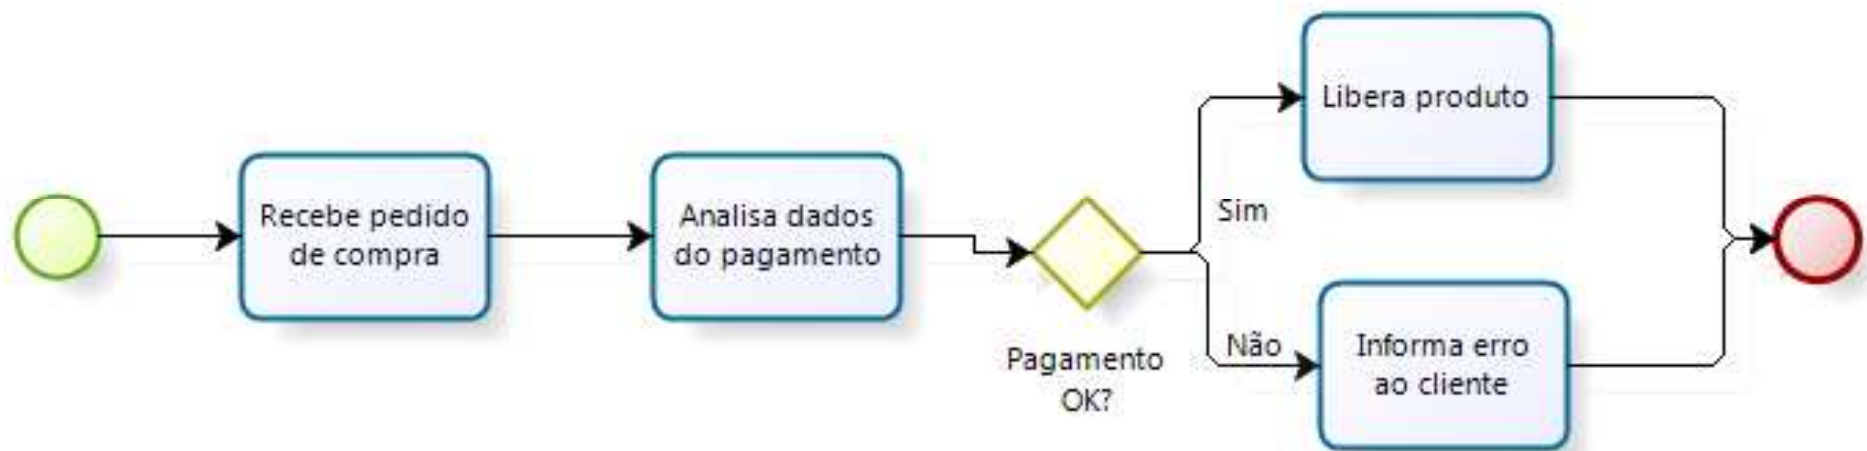 Recebe pedido
de compra
Analisa dados
do pagamento
Pagamento
OK?
Sim
Libera produto
Não
Informa erro
ao cliente